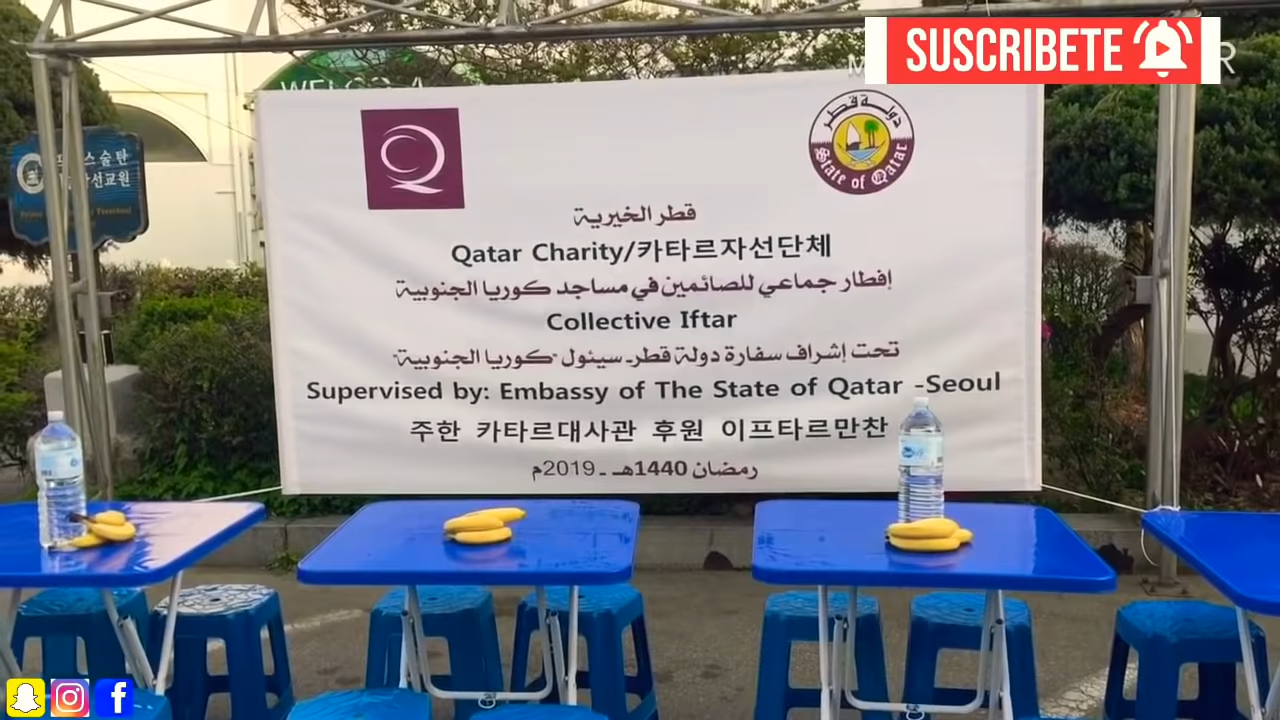 SUSCRIBETE
دولة قطر
State of Qatar
قطر الخيرية
Qatar Charity/카타르자선단체
إفطار جماعي للصائمين في مساجد كوريا الجنوبية
Collective Iftar
تحت إشراف سفارة دولة قطر- سيئول "كوريا الجنوبية"
Supervised by: Embassy of The State of Qatar -Seoul
주한 카타르대사관 후원 이프타르만찬
رمضان 1440هـ - 2019م